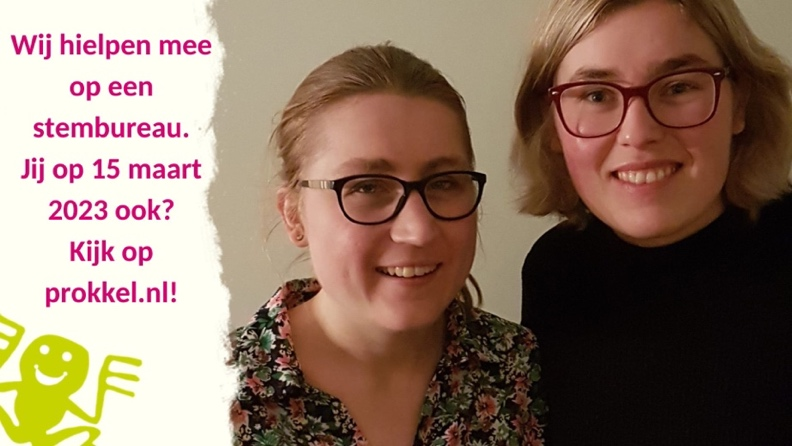 Wij hielpen mee
op een
stembureau.
Jij op 15 maart
2023 ook?
Kijk op
prokkel.nl!